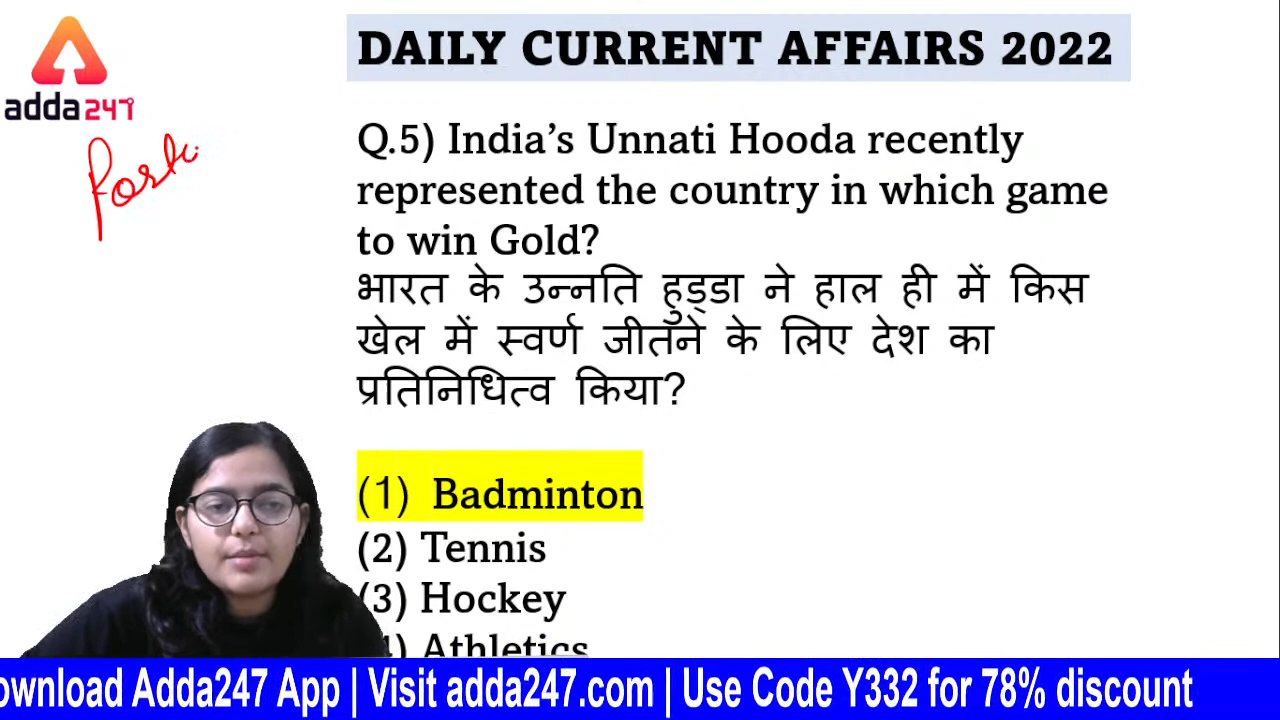 DAILY CURRENT AFFAIRS 2022
adda247
Q.5) India's Unnati Hooda recently
represented the country in which game
to win Gold?
भारत के उन्नति हुड्डा ने हाल ही में किस
खेल में स्वर्ण जीतने के लिए देश का
प्रतिनिधित्व किया?
(1) Badminton
(2) Tennis
(3) Hockey
4) Athletics
ownload Adda247 App | Visit adda247.com | Use Code Y332 for 78% discount